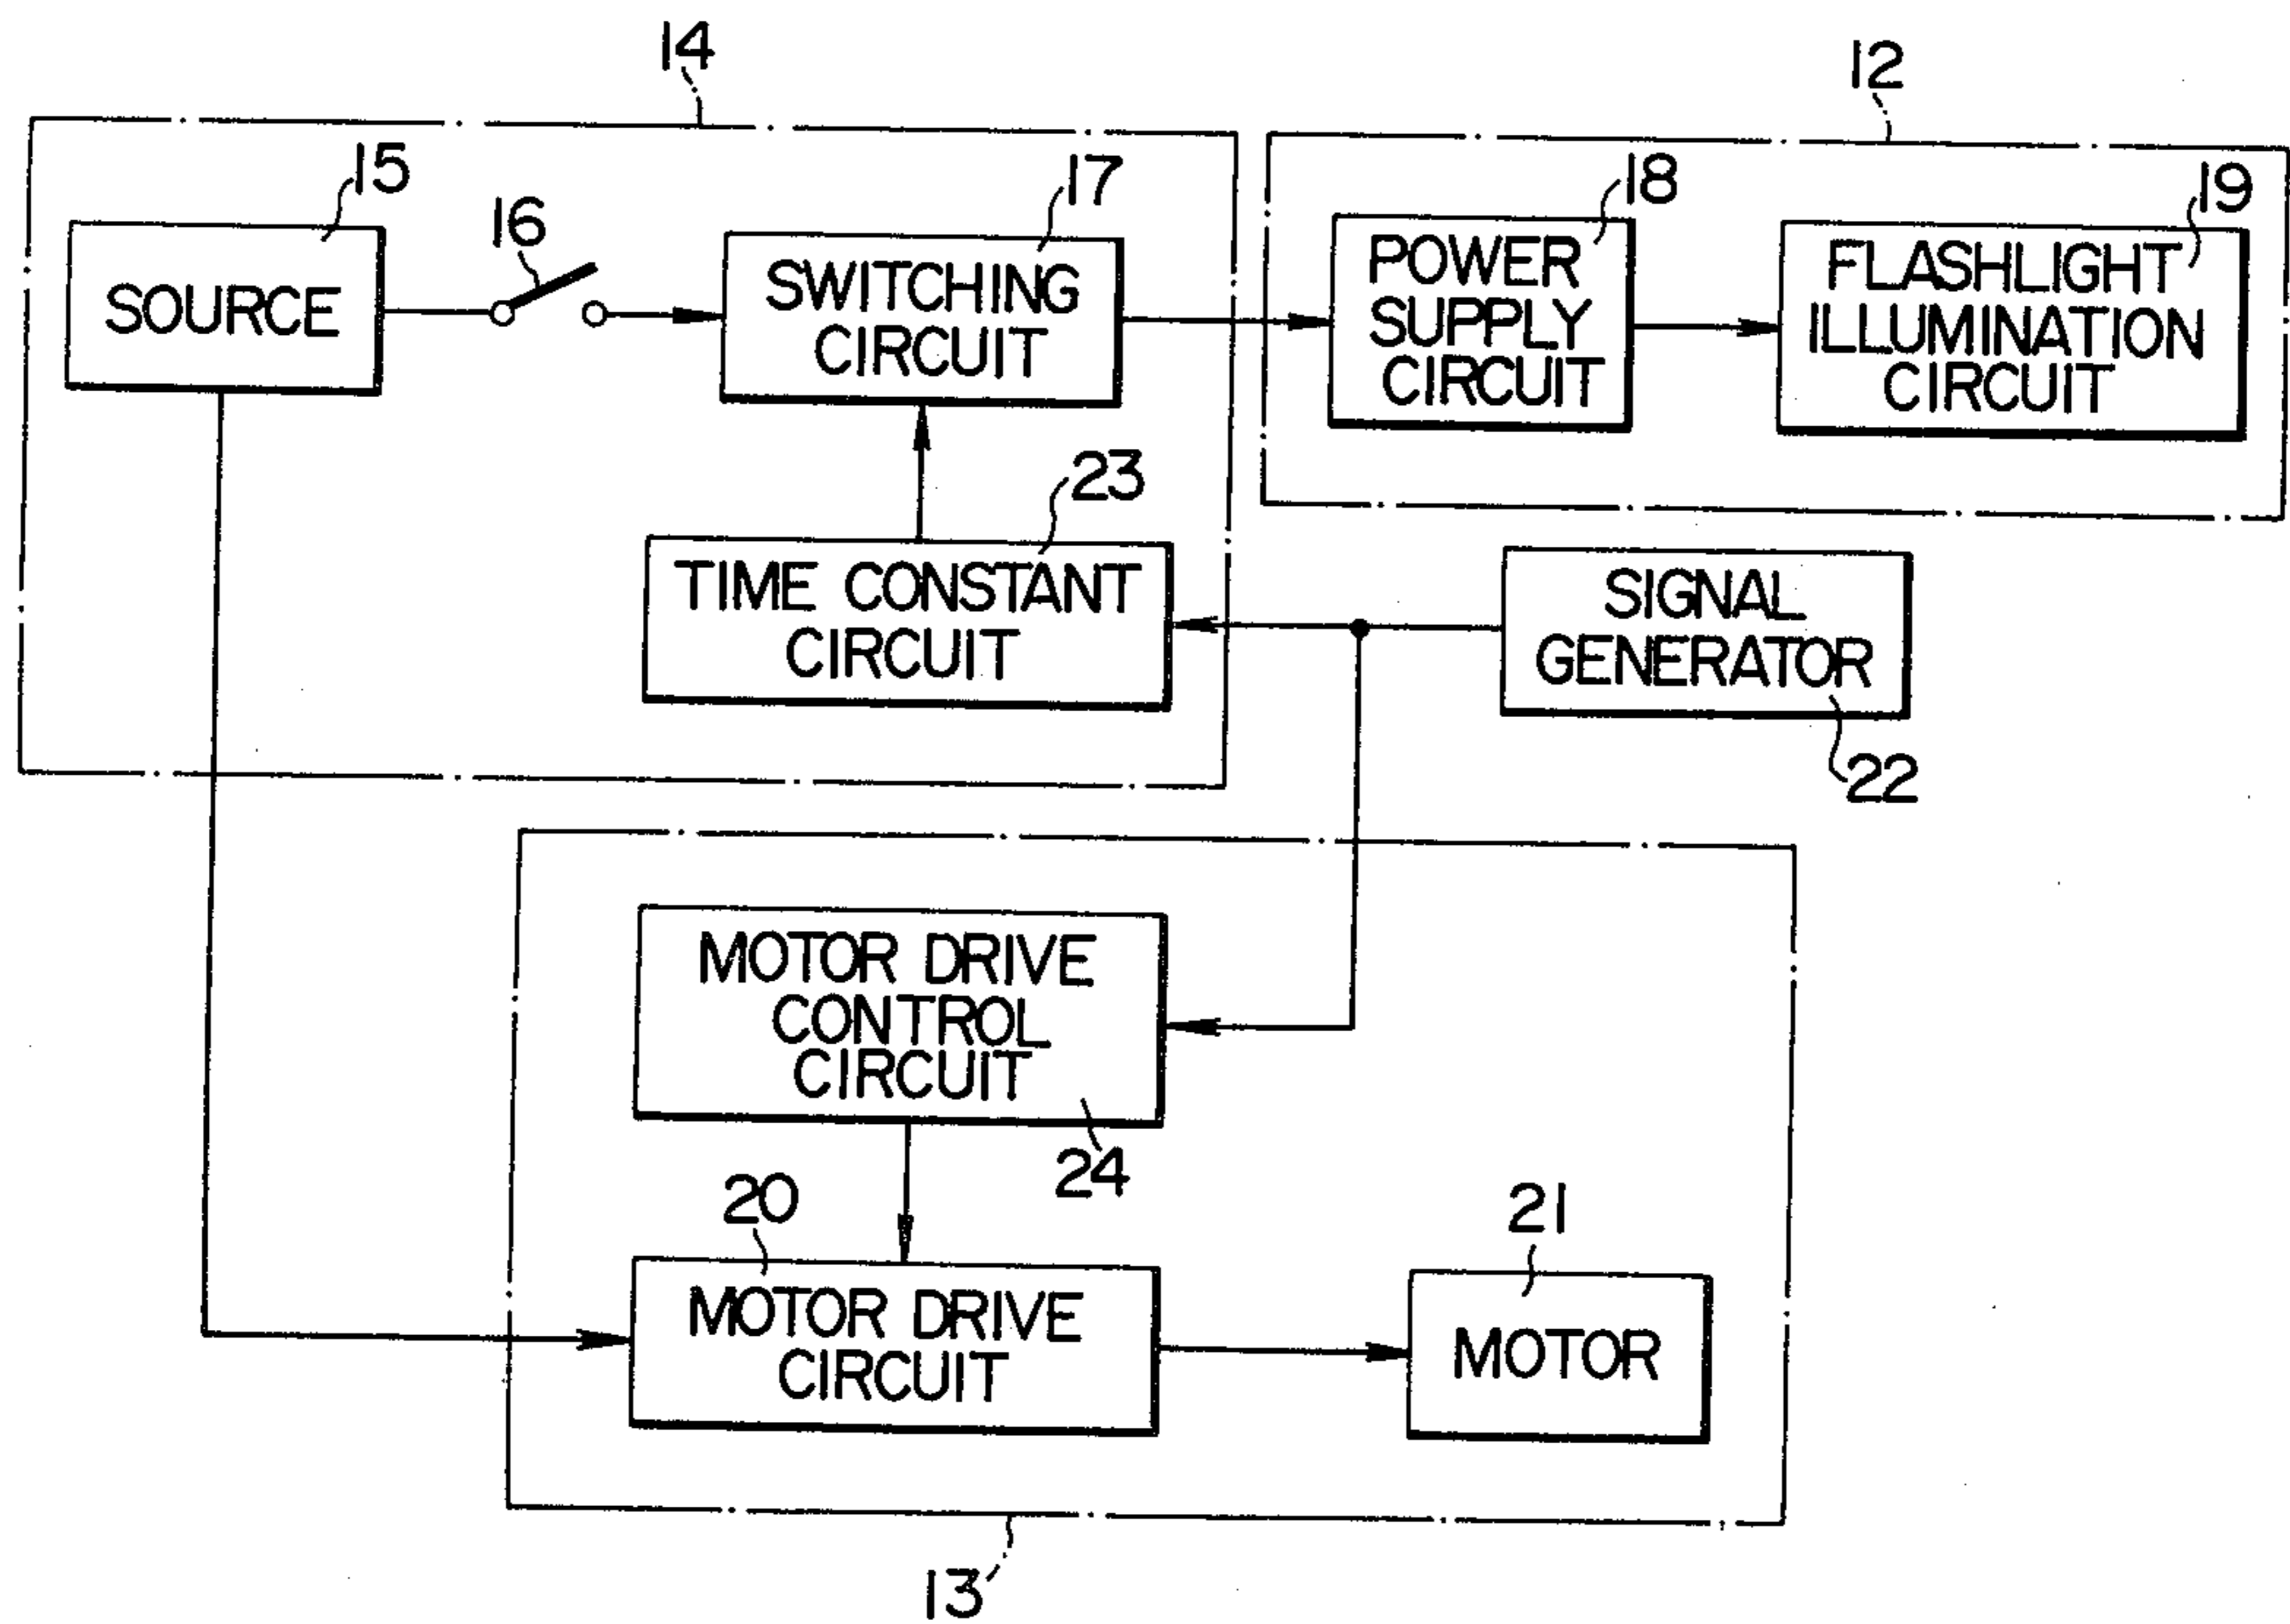 14
12
15
16
17
18
19
SOURCE
SWITCHING
CIRCUIT
POWER
SUPPLY
CIRCUIT
FLASHLIGHT
ILLUMINATION
CIRCUIT
23
TIME CONSTANT
CIRCUIT
SIGNAL
GENERATOR
22
MOTOR DRIVE
CONTROL
CIRCUIT
24
20
21
MOTOR DRIVE
CIRCUIT
MOTOR
13